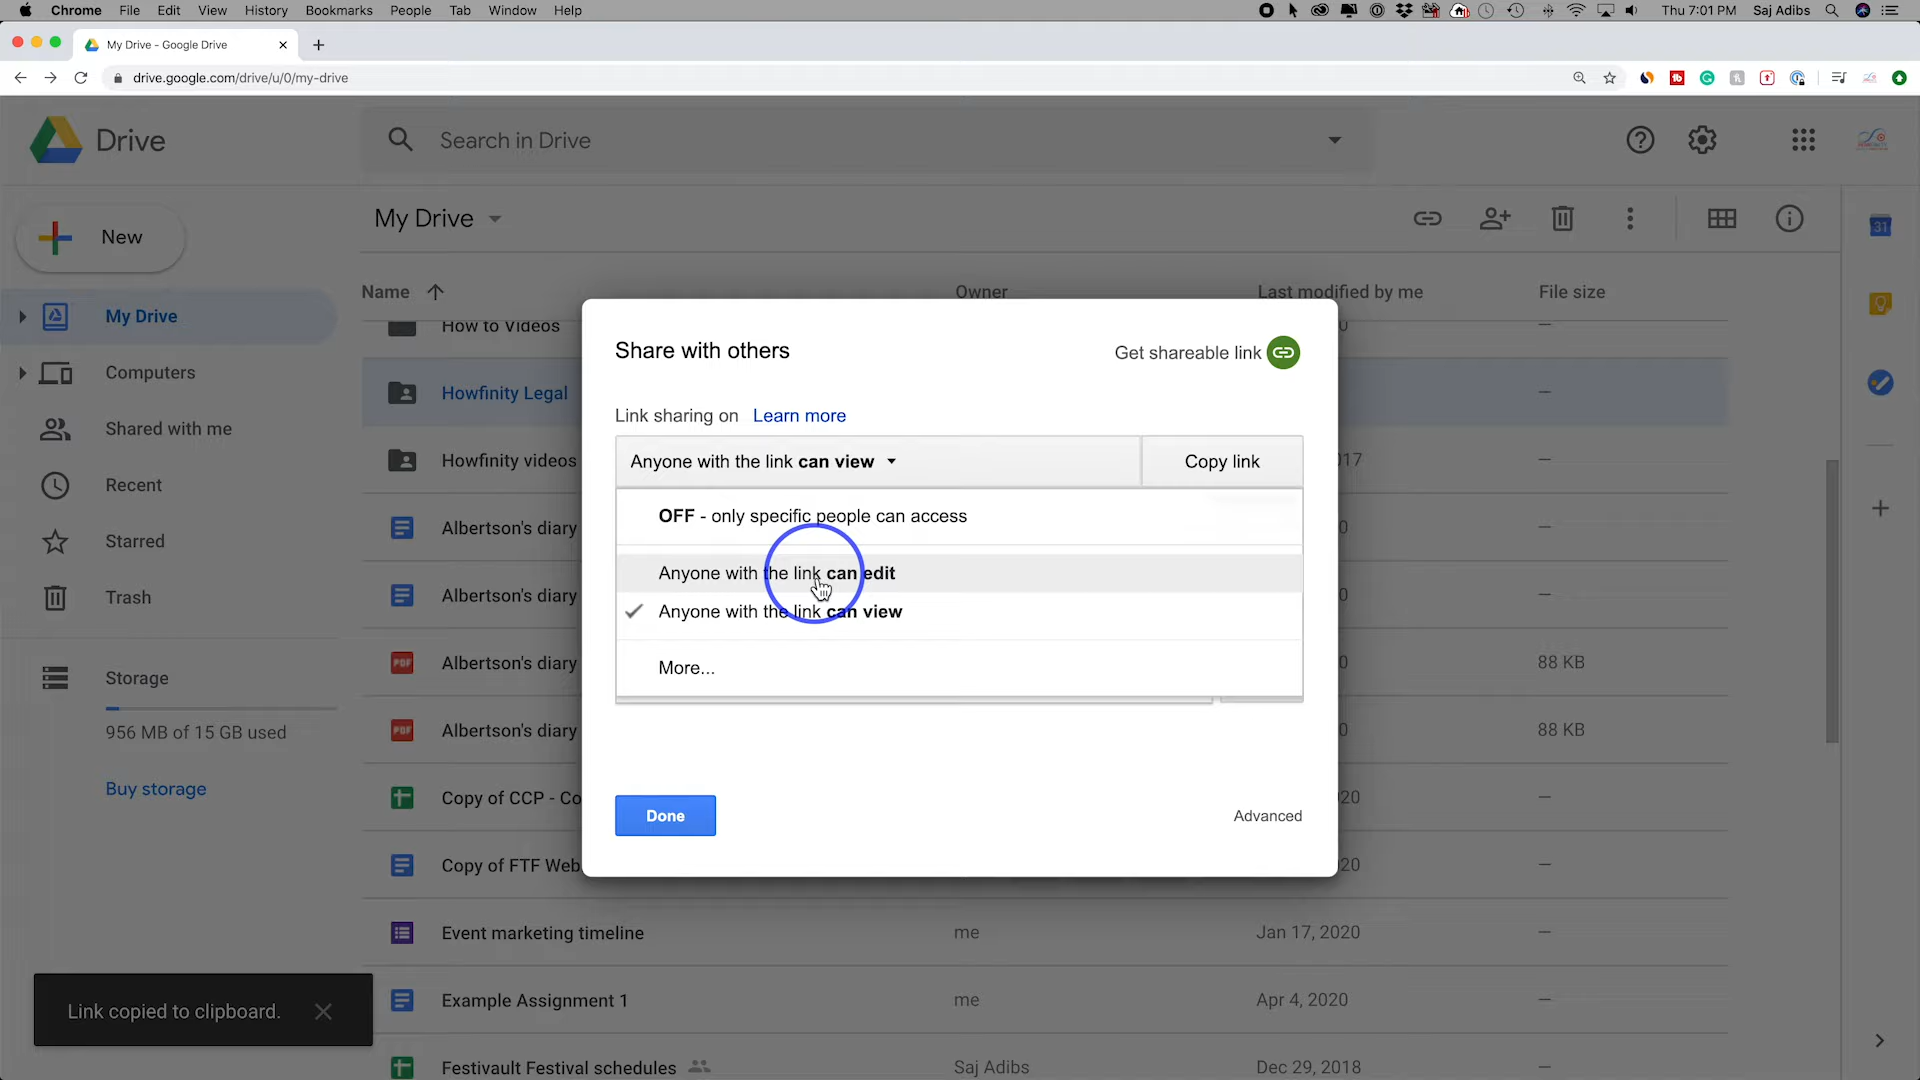 Chrome File Edit View History Bookmarks People Tab Window Help Thu 7:01 PM Saj Adibs
My Drive - Google Drive
drive.google.com/drive/u/0/my-drive
Drive
Search in Drive
New
My Drive
Name Owner Last modified by me File size
My Drive
Computers
Shared with me
Recent
Starred
Trash
Storage
956 MB of 15 GB used
Buy storage
How to Videos
Howfinity Legal
Howfinity videos 17
Albertson's diary
Albertson's diary
Albertson's diary 88 KB
Albertson's diary 88 KB
Copy of CCP - Co 20
Copy of FTF Web 20
Event marketing timeline me Jan 17, 2020
Example Assignment 1 me Apr 4, 2020
Festivault Festival schedules Saj Adibs Dec 29, 2018
Share with others
Get shareable link
Link sharing on Learn more
Anyone with the link can view
Copy link
OFF - only specific people can access
Anyone with the link can edit
Anyone with the link can view
More...
Done
Advanced
Link copied to clipboard.
31